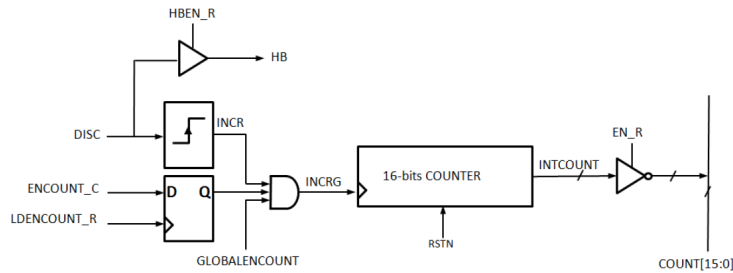 HBEN_R
HB
DISC
INCR
EN_R
ENCOUNT_C
D
Q
INCRG
16-bits COUNTER
INTCOUNT
LDENCOUNT_R
RSTN
GLOBALENCOUNT
COUNT[15:0]